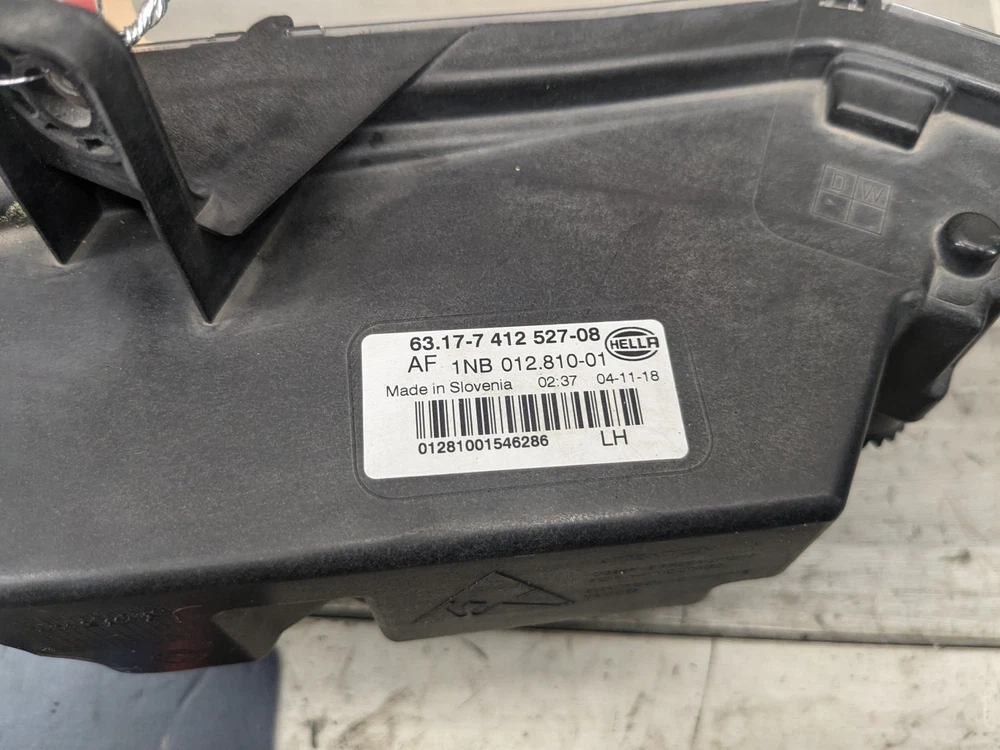 D W
63.17-7 412 527-08
HELLA
AF 1NB 012.810-01
Made in Slovenia 02:37 04-11-18
01281001546286 LH